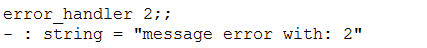 error_handler 2;;
- : string = "message error with: 2"